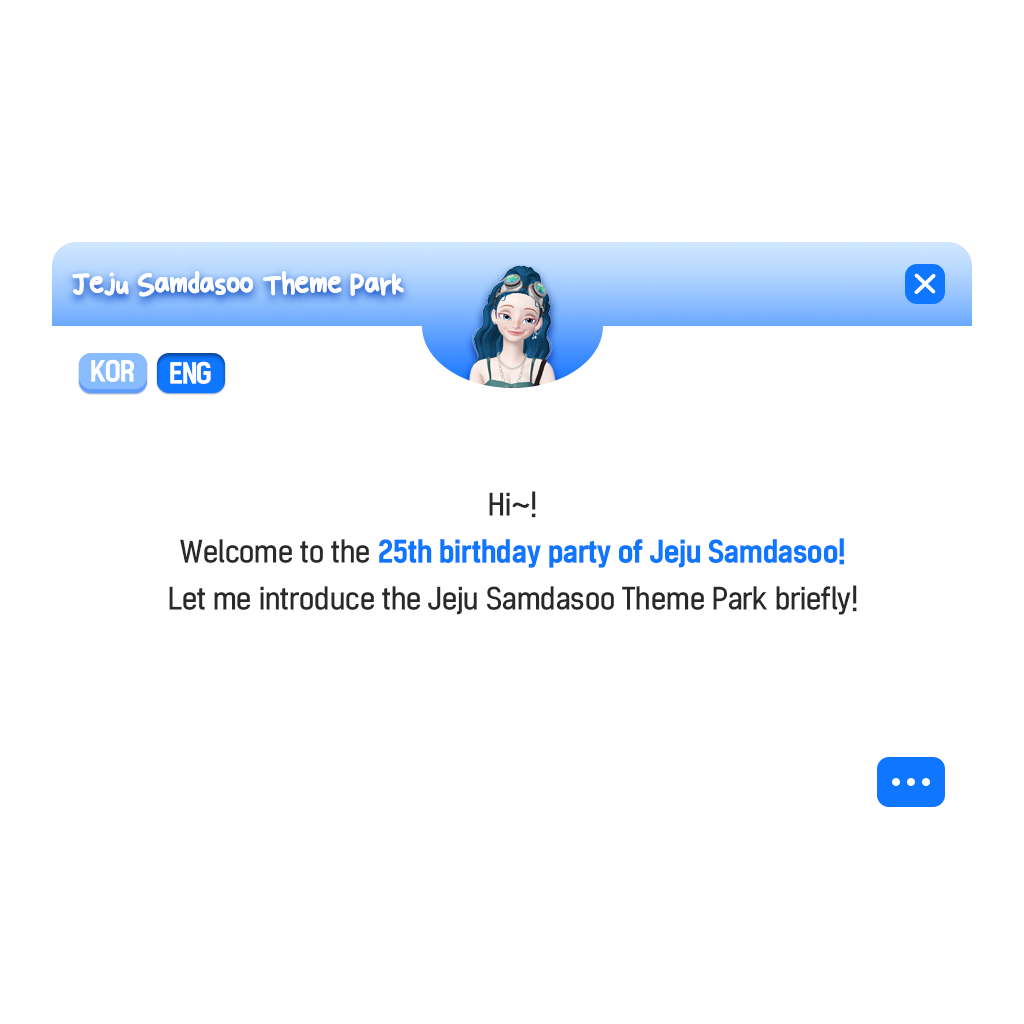 Jeju Samdasoo Theme Park
KOR ENG
Hi~!
Welcome to the 25th birthday party of Jeju Samdasoo!
Let me introduce the Jeju Samdasoo Theme Park briefly!